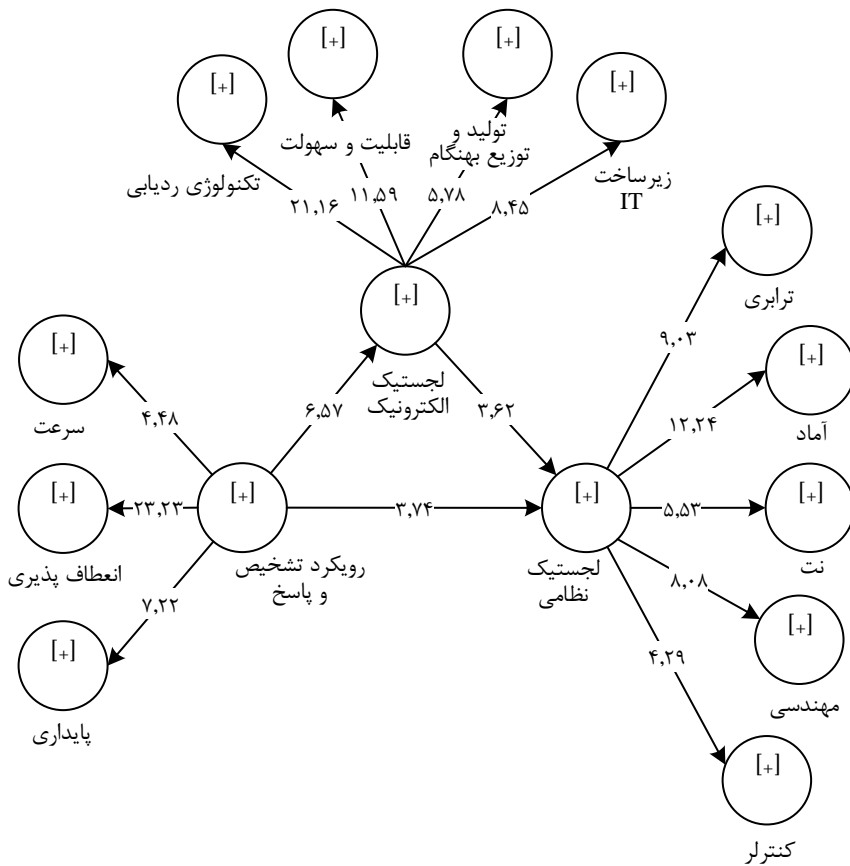 [+]
[+]
[+]
[+]
تکنولوژی ردیابی
قابلیت و سهولت
تولید و
توزیع بهنگام
زیرساخت
IT
۲۱,۱۶
۱۱,۵۹
۵,۷۸
۸,۴۵
[+]
ترابری
[+]
لجستیک
الکترونیک
۹,۰۳
[+]
سرعت
[+]
آماد
۴,۴۸
۶,۵۷
۳,۶۲
۱۲,۲۴
[+]
انعطاف پذیری
۲۳,۲۳
[+]
رویکرد تشخیص
و پاسخ
۳,۷۴
[+]
لجستیک
نظامی
۵,۵۳
[+]
نت
۷,۲۲
۸,۰۸
[+]
پایداری
۴,۲۹
[+]
مهندسی
[+]
کنترلر